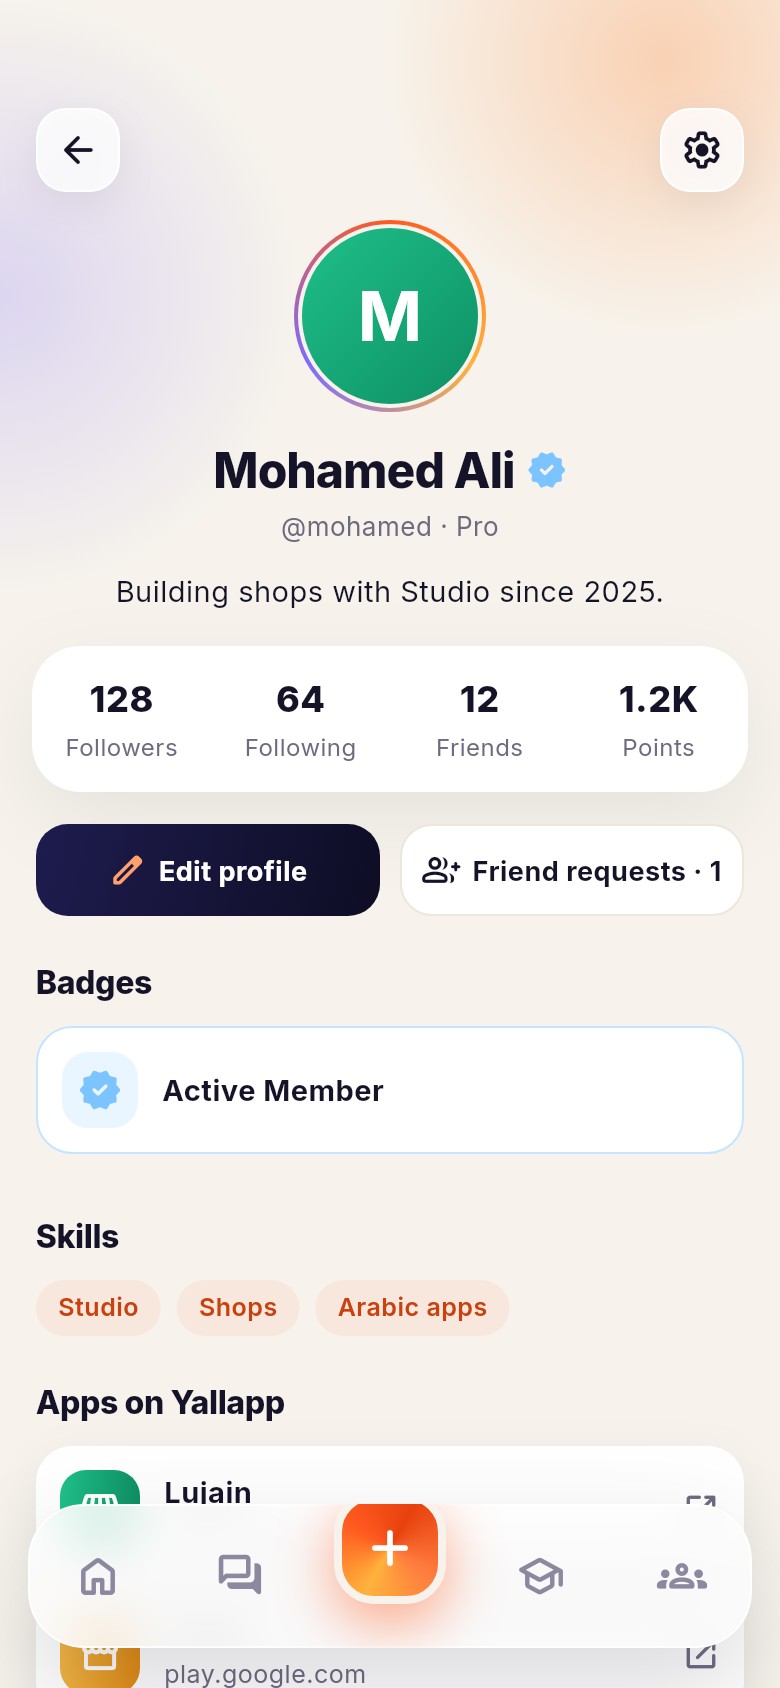 M
Mohamed Ali
@mohamed · Pro
Building shops with Studio since 2025.
128 64 12 1.2K
Followers Following Friends Points
Edit profile Friend requests · 1
Badges
Active Member
Skills
Studio Shops Arabic apps
Apps on Yallapp
Lujain
play.google.com